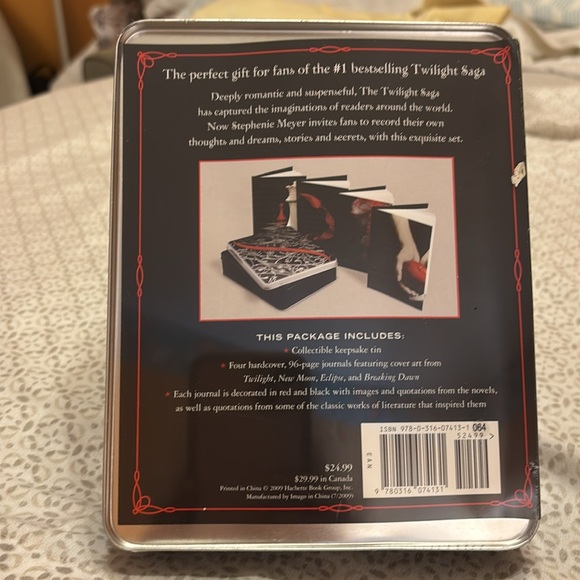 The perfect gift for fans of the #1 bestselling Twilight Saga
Deeply romantic and suspenseful, The Twilight Saga
has captured the imaginations of readers around the world.
Now Stephenie Meyer invites fans to record their own
thoughts and dreams, stories and secrets, with this exquisite set.
THIS PACKAGE INCLUDES:
Collectible keepsake tin
Four hardcover, 96-page journals featuring cover art from
Twilight, New Moon, Eclipse, and Breaking Dawn
Each journal is decorated in red and black with images and quotations from the novels,
as well as quotations from some of the classic works of literature that inspired them
ISBN 978-0-316-07413-1 064
52499>
EAN
9 780316 074131
$24.99
$29.99 in Canada
Printed in China © 2009 Hachette Book Group, Inc.
Manufactured by Imago in China (7/2009)